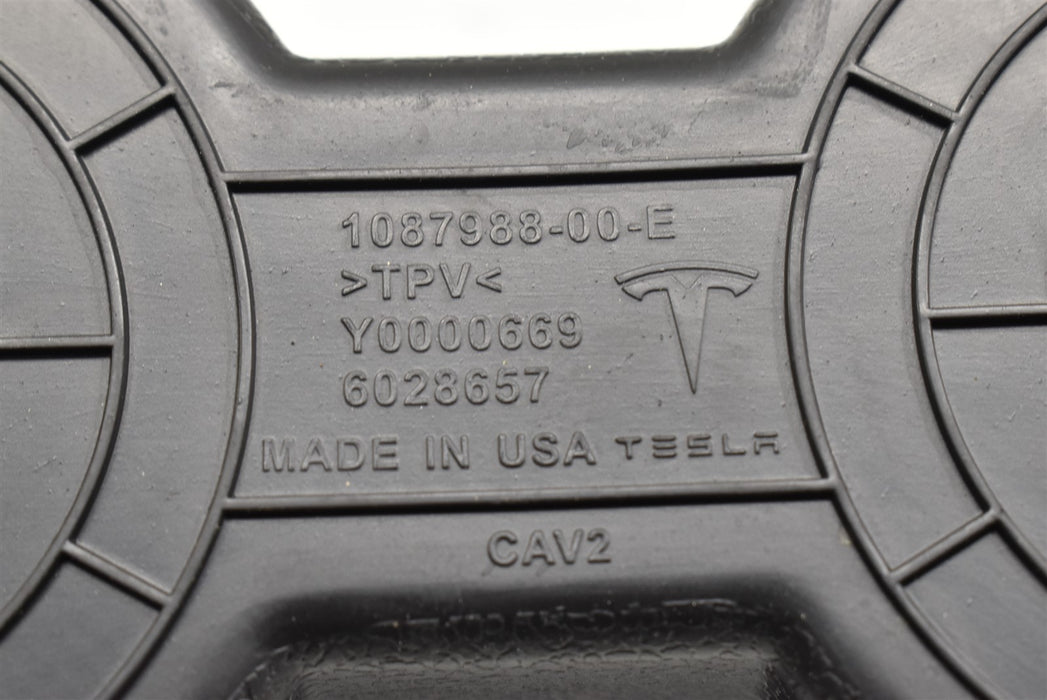 1087988-00-E
>TPV<
Y0000669
6028657
MADE IN USA TESLA
CAV2